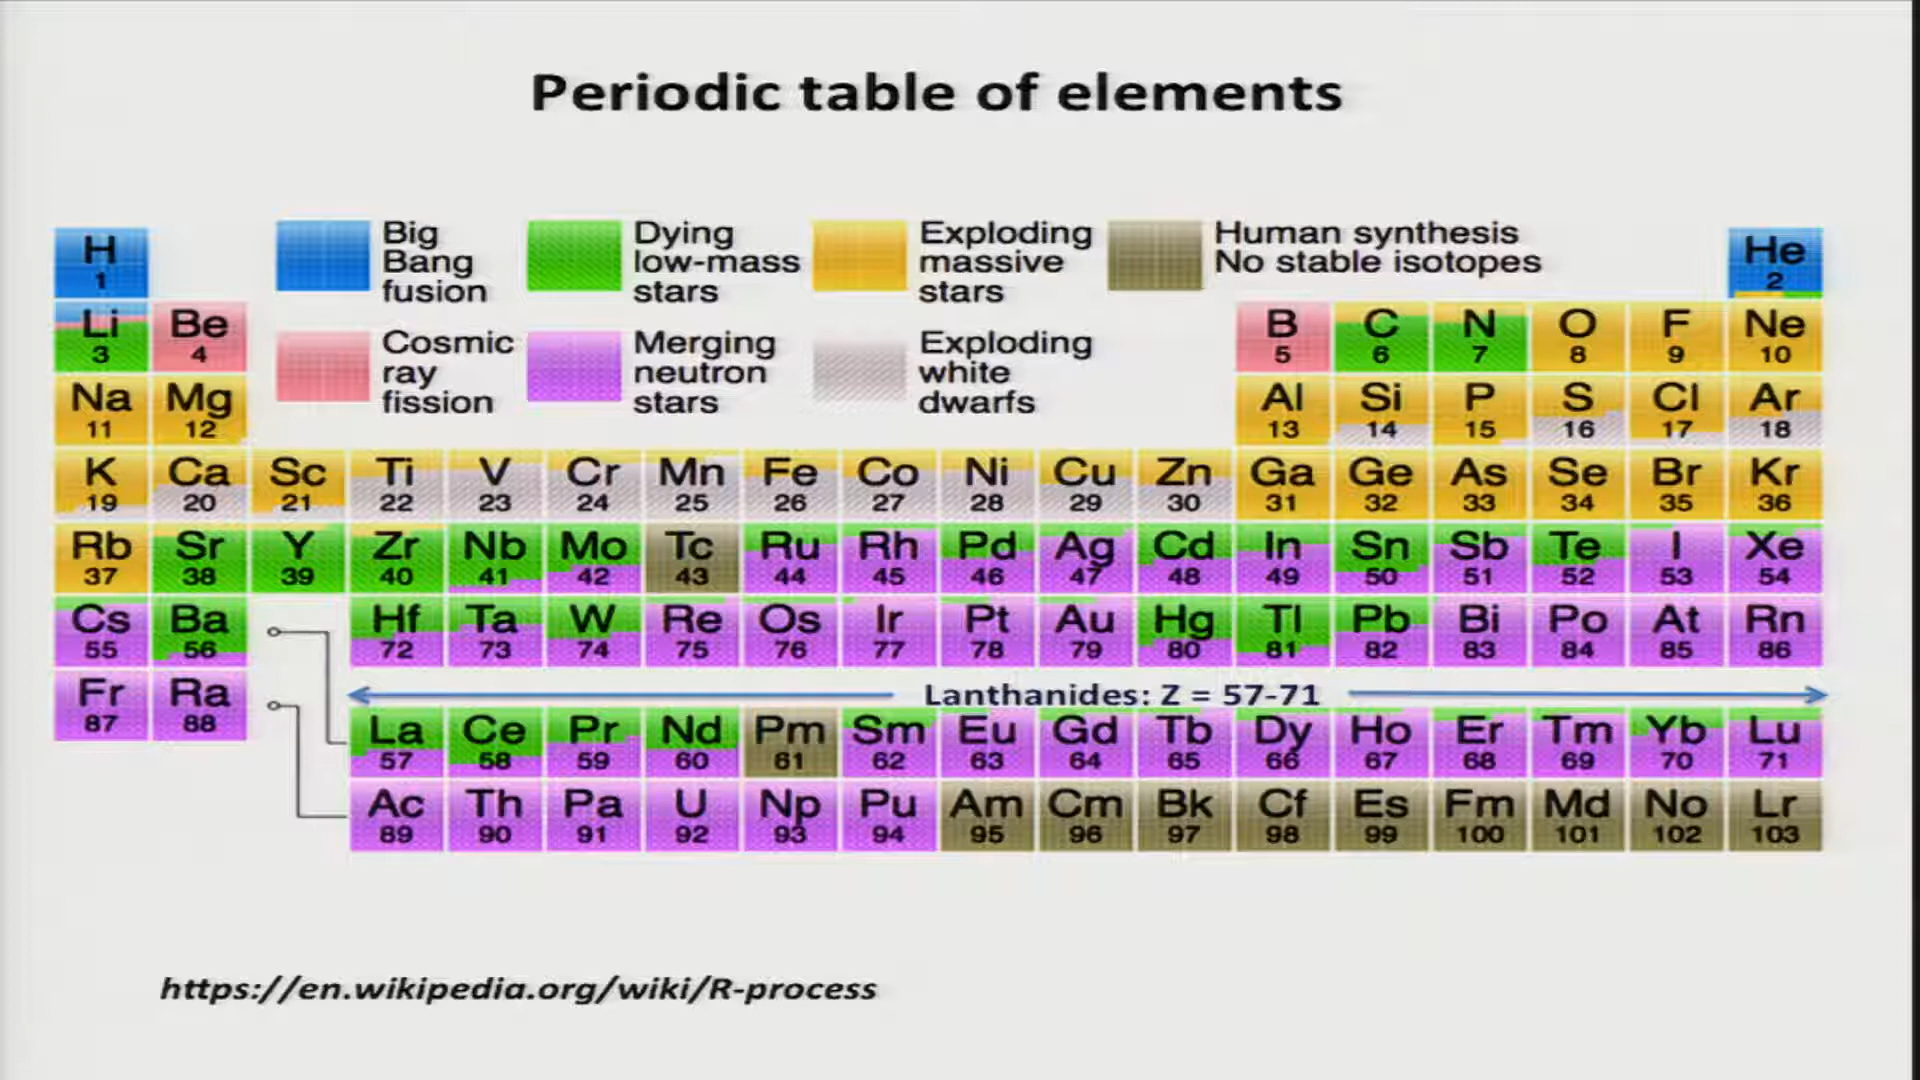 Periodic table of elements
Big Bang fusion
Dying low-mass stars
Exploding massive stars
Human synthesis No stable isotopes
Cosmic ray fission
Merging neutron stars
Exploding white dwarfs
H 1 He 2
Li 3 Be 4 B 5 C 6 N 7 O 8 F 9 Ne 10
Na 11 Mg 12 Al 13 Si 14 P 15 S 16 Cl 17 Ar 18
K 19 Ca 20 Sc 21 Ti 22 V 23 Cr 24 Mn 25 Fe 26 Co 27 Ni 28 Cu 29 Zn 30 Ga 31 Ge 32 As 33 Se 34 Br 35 Kr 36
Rb 37 Sr 38 Y 39 Zr 40 Nb 41 Mo 42 Tc 43 Ru 44 Rh 45 Pd 46 Ag 47 Cd 48 In 49 Sn 50 Sb 51 Te 52 I 53 Xe 54
Cs 55 Ba 56 Hf 72 Ta 73 W 74 Re 75 Os 76 Ir 77 Pt 78 Au 79 Hg 80 Tl 81 Pb 82 Bi 83 Po 84 At 85 Rn 86
Fr 87 Ra 88
Lanthanides: Z = 57-71
La 57 Ce 58 Pr 59 Nd 60 Pm 61 Sm 62 Eu 63 Gd 64 Tb 65 Dy 66 Ho 67 Er 68 Tm 69 Yb 70 Lu 71
Ac 89 Th 90 Pa 91 U 92 Np 93 Pu 94 Am 95 Cm 96 Bk 97 Cf 98 Es 99 Fm 100 Md 101 No 102 Lr 103
https://en.wikipedia.org/wiki/R-process